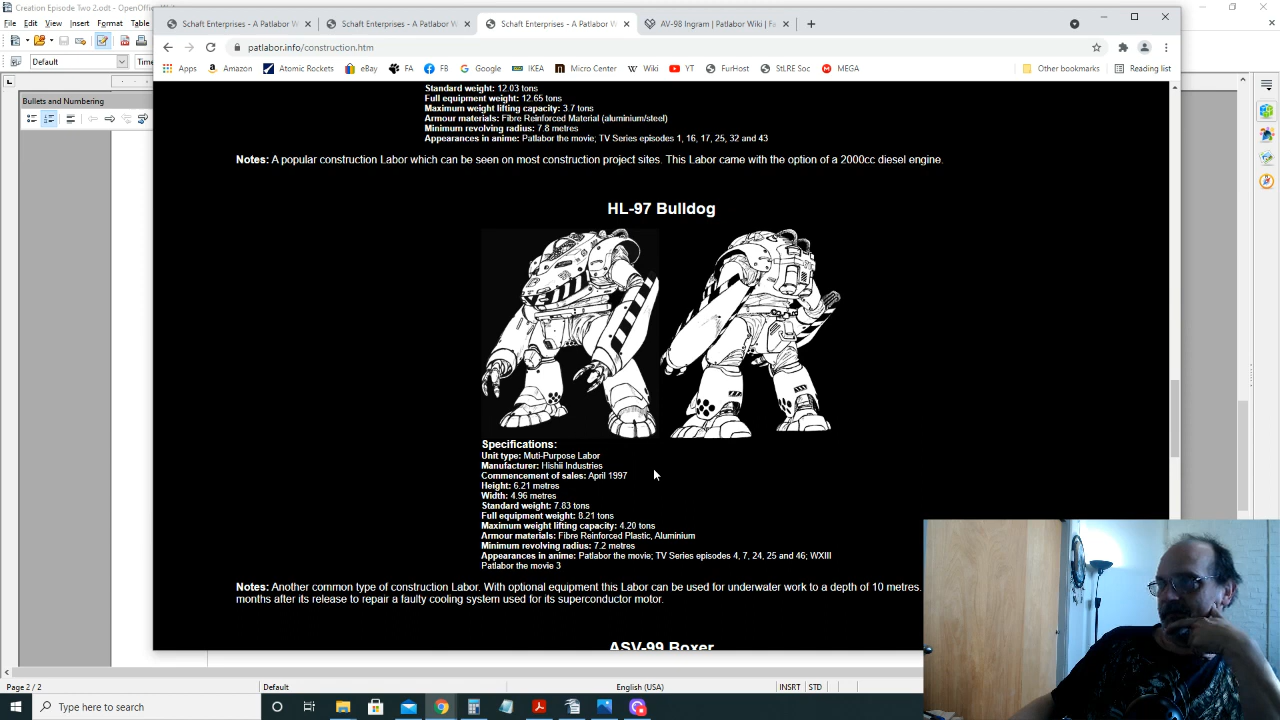 Creation Episode Two 2.odt - OpenOffice
File Edit View Insert Format Table
Default
Bullets and Numbering
Schaft Enterprises - A Patlabor W
Schaft Enterprises - A Patlabor W
Schaft Enterprises - A Patlabor W
AV-98 Ingram | Patlabor Wiki | F
patlabor.info/construction.htm
Apps Amazon Atomic Rockets eBay FA FB Google IKEA Micro Center Wiki YT FurHost StLRE Soc MEGA Other bookmarks Reading list
Standard weight: 12.03 tons
Full equipment weight: 12.65 tons
Maximum weight lifting capacity: 3.7 tons
Armour materials: Fibre Reinforced Material (aluminium/steel)
Minimum revolving radius: 7.8 metres
Appearances in anime: Patlabor the movie; TV Series episodes 1, 16, 17, 25, 32 and 43
Notes: A popular construction Labor which can be seen on most construction project sites. This Labor came with the option of a 2000cc diesel engine.
HL-97 Bulldog
Specifications:
Unit type: Muti-Purpose Labor
Manufacturer: Hishii Industries
Commencement of sales: April 1997
Height: 6.21 metres
Width: 4.96 metres
Standard weight: 7.83 tons
Full equipment weight: 8.21 tons
Maximum weight lifting capacity: 4.20 tons
Armour materials: Fibre Reinforced Plastic, Aluminium
Minimum revolving radius: 7.2 metres
Appearances in anime: Patlabor the movie; TV Series episodes 4, 7, 24, 25 and 46; WXIII
Patlabor the movie 3
Notes: Another common type of construction Labor. With optional equipment this Labor can be used for underwater work to a depth of 10 metres.
months after its release to repair a faulty cooling system used for its superconductor motor.
ASV-99 Boxer
Page 2 / 2 Default English (USA) INSRT STD
Type here to search